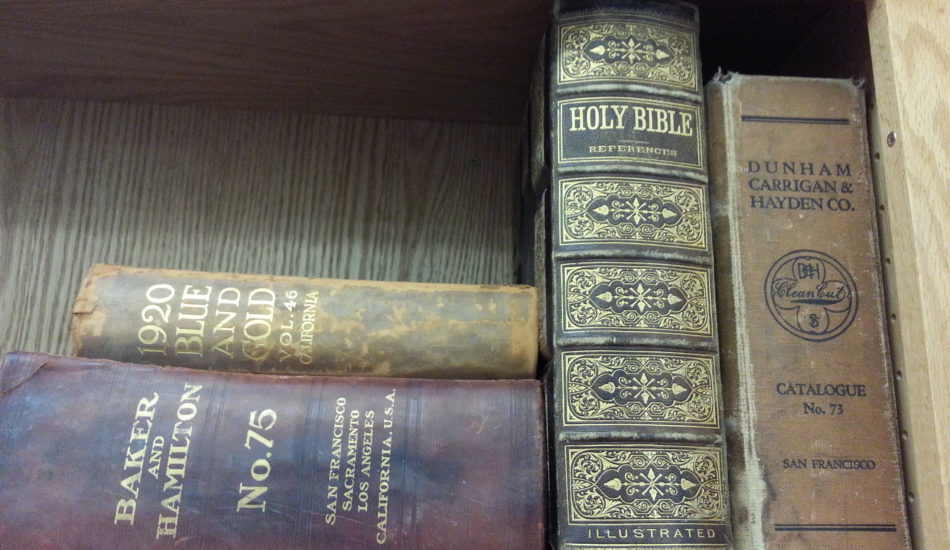 1920
BLUE
AND
GOLD
VOL. 46
CALIFORNIA
BAKER
AND
HAMILTON
No. 75
SAN FRANCISCO
SACRAMENTO
LOS ANGELES
CALIFORNIA, U.S.A.
HOLY BIBLE
REFERENCES
ILLUSTRATED
DUNHAM
CARRIGAN &
HAYDEN CO.
Clean Cut
CATALOGUE
No. 73
SAN FRANCISCO